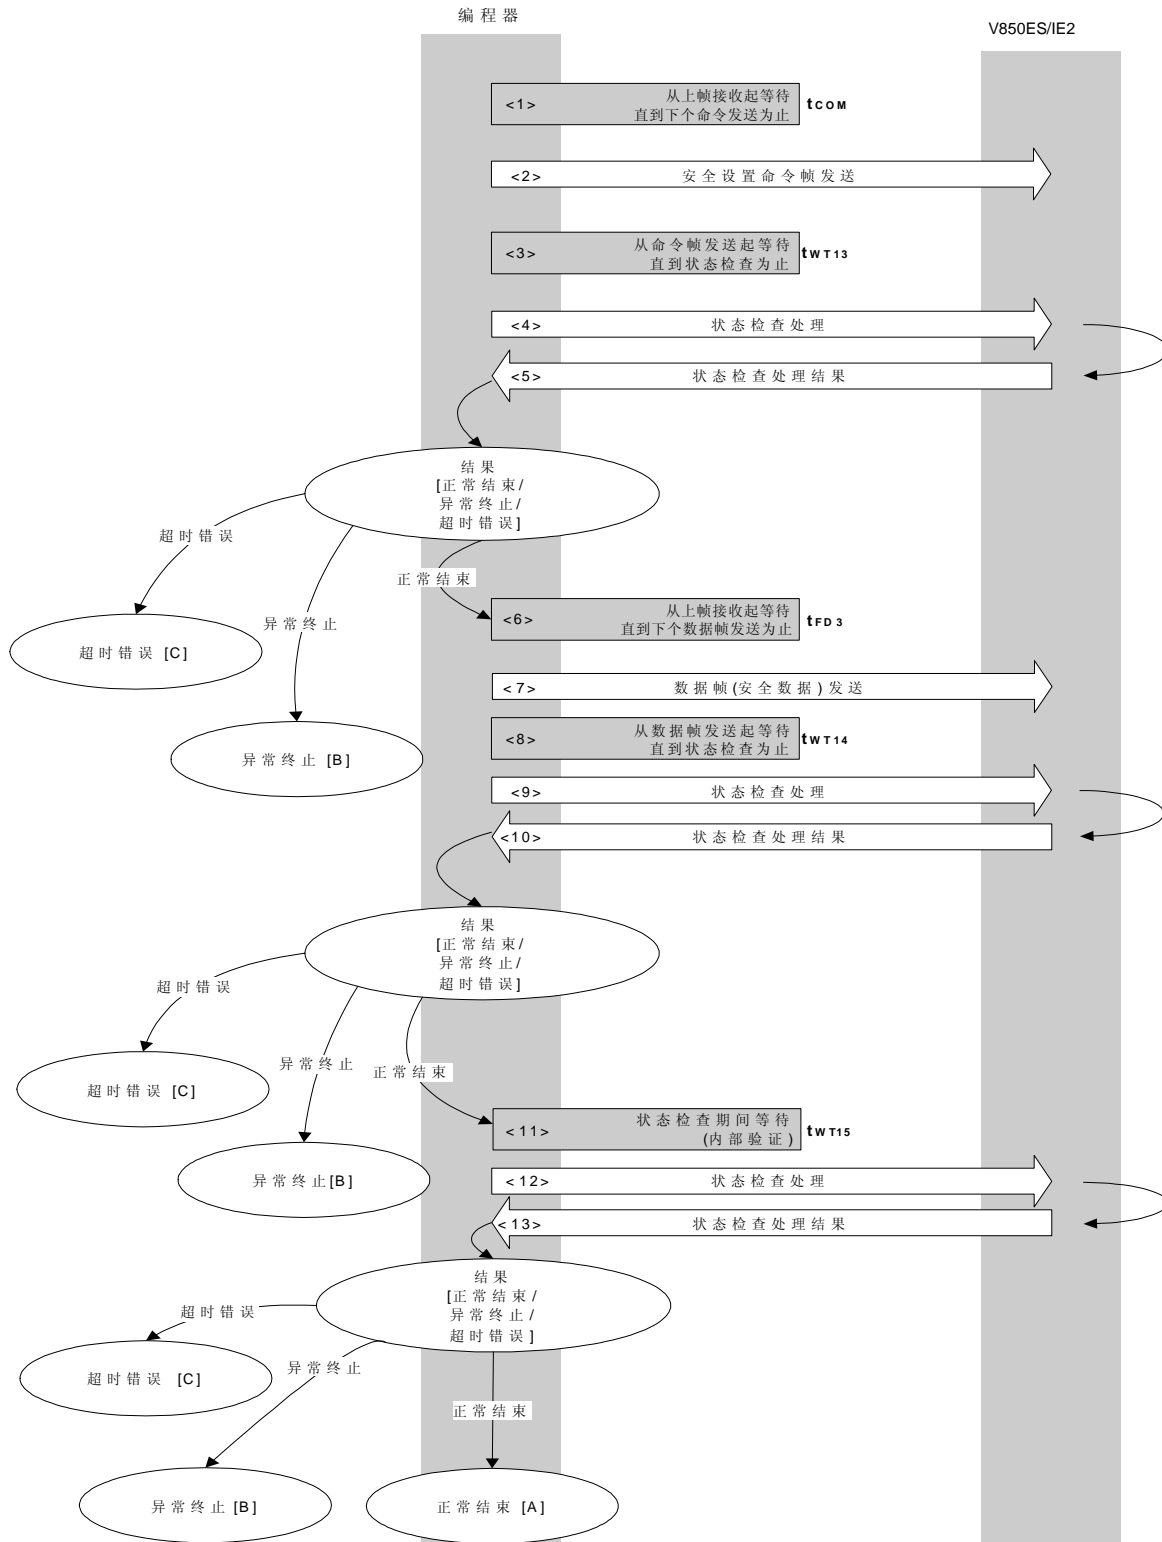 编程器
V850ES/IE2
<1>
从上帧接收起等待
直到下个命令发送为止
tCOM
<2> 安全设置命令帧发送
<3>
从命令帧发送起等待
直到状态检查为止
tWT13
<4> 状态检查处理
<5> 状态检查处理结果
结果
[正常结束/
异常终止/
超时错误]
超时错误
正常结束
异常终止
<6>
从上帧接收起等待
直到下个数据帧发送为止
tFD3
超时错误 [C]
<7> 数据帧(安全数据)发送
<8>
从数据帧发送起等待
直到状态检查为止
tWT14
异常终止 [B]
<9> 状态检查处理
<10> 状态检查处理结果
结果
[正常结束/
异常终止/
超时错误]
超时错误
异常终止
正常结束
超时错误 [C]
<11>
状态检查期间等待
(内部验证)
tWT15
异常终止[B]
<12> 状态检查处理
<13> 状态检查处理结果
结果
[正常结束/
异常终止/
超时错误]
超时错误
异常终止
超时错误 [C]
正常结束
异常终止 [B]
正常结束 [A]